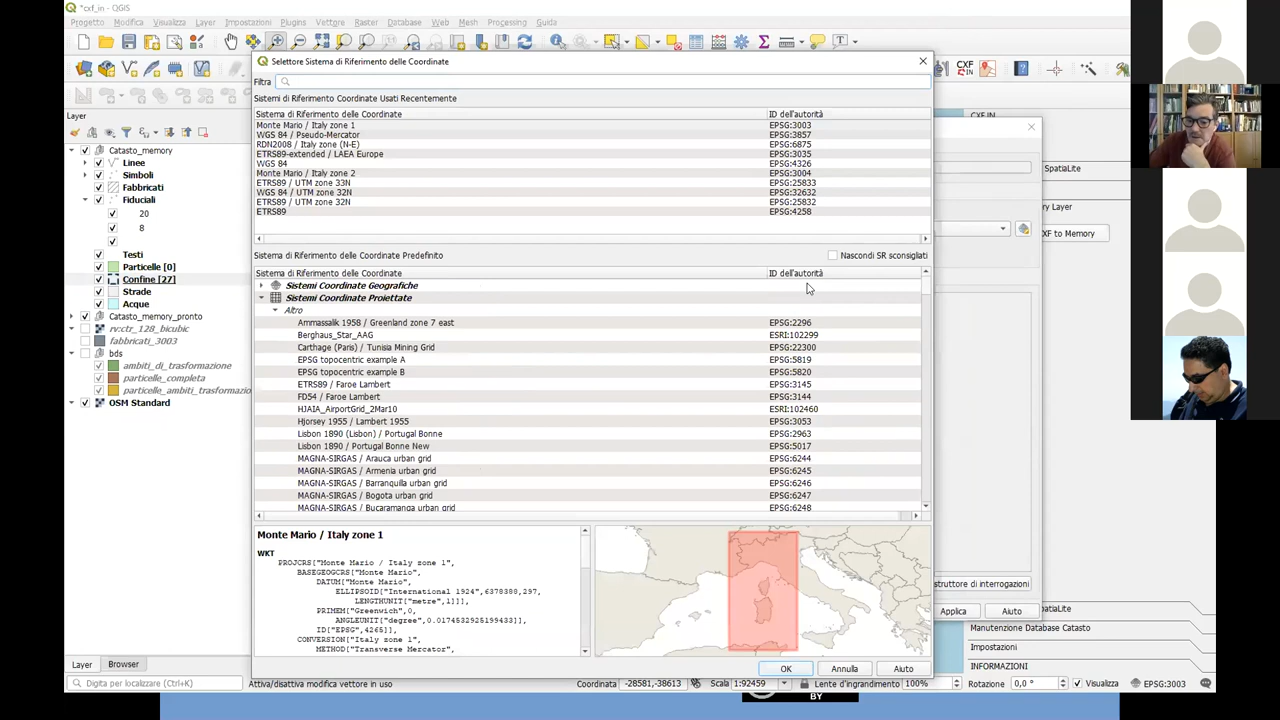 *cxf_in - QGIS
Progetto Modifica Visualizza Layer Impostazioni Plugins Vettore Raster Database Web Mesh Processing Guida
Selettore Sistema di Riferimento delle Coordinate
Filtra
Sistemi di Riferimento Coordinate Usati Recentemente
Sistema di Riferimento delle Coordinate ID dell'autorità
Monte Mario / Italy zone 1 EPSG:3003
WGS 84 / Pseudo-Mercator EPSG:3857
RDN2008 / Italy zone (N-E) EPSG:6875
ETRS89-extended / LAEA Europe EPSG:3035
WGS 84 EPSG:4326
Monte Mario / Italy zone 2 EPSG:3004
ETRS89 / UTM zone 33N EPSG:25833
WGS 84 / UTM zone 32N EPSG:32632
ETRS89 / UTM zone 32N EPSG:25832
ETRS89 EPSG:4258
Sistema di Riferimento delle Coordinate Predefinito Nascondi SR sconsigliati
Sistema di Riferimento delle Coordinate ID dell'autorità
Sistemi Coordinate Geografiche
Sistemi Coordinate Proiettate
Altro
Ammassalik 1958 / Greenland zone 7 east EPSG:2296
Berghaus_Star_AAG ESRI:102299
Carthage (Paris) / Tunisia Mining Grid EPSG:22300
EPSG topocentric example A EPSG:5819
EPSG topocentric example B EPSG:5820
ETRS89 / Faroe Lambert EPSG:3145
FD54 / Faroe Lambert EPSG:3144
HJAIA_AirportGrid_2Mar10 ESRI:102460
Hjorsey 1955 / Lambert 1955 EPSG:3053
Lisbon 1890 (Lisbon) / Portugal Bonne EPSG:2963
Lisbon 1890 / Portugal Bonne New EPSG:5017
MAGNA-SIRGAS / Arauca urban grid EPSG:6244
MAGNA-SIRGAS / Armenia urban grid EPSG:6245
MAGNA-SIRGAS / Barranquilla urban grid EPSG:6246
MAGNA-SIRGAS / Bogota urban grid EPSG:6247
MAGNA-SIRGAS / Bucaramanga urban grid EPSG:6248
Monte Mario / Italy zone 1
WKT
PROJCRS["Monte Mario / Italy zone 1",
BASEGEOGCRS["Monte Mario",
DATUM["Monte Mario",
ELLIPSOID["International 1924",6378388,297,
LENGTHUNIT["metre",1]]],
PRIMEM["Greenwich",0,
ANGLEUNIT["degree",0.0174532925199433]],
ID["EPSG",4265]],
CONVERSION["Italy zone 1",
METHOD["Transverse Mercator",
OK Annulla Aiuto
Layer
Catasto_memory
Linee
Simboli
Fabbricati
Fiduciali
20
8
Testi
Particelle [0]
Confine [27]
Strade
Acque
Catasto_memory_pronto
rv:ctr_128_bicubic
fabbricati_3003
bds
ambiti_di_trasformazione
particelle_completa
particelle_ambiti_trasformazio
OSM Standard
Layer Browser
CXF
IN
CXF IN
SpatiaLite
ry Layer
XF to Memory
struttore di interrogazioni
Applica Aiuto
patiaLite
Manutenzione Database Catasto
Impostazioni
INFORMAZIONI
Digita per localizzare (Ctrl+K) Attiva/disattiva modifica vettore in uso Coordinata -28581,-38613 Scala 1:92459 Lente d'ingrandimento 100% Rotazione 0,0 ° Visualizza EPSG:3003
BY